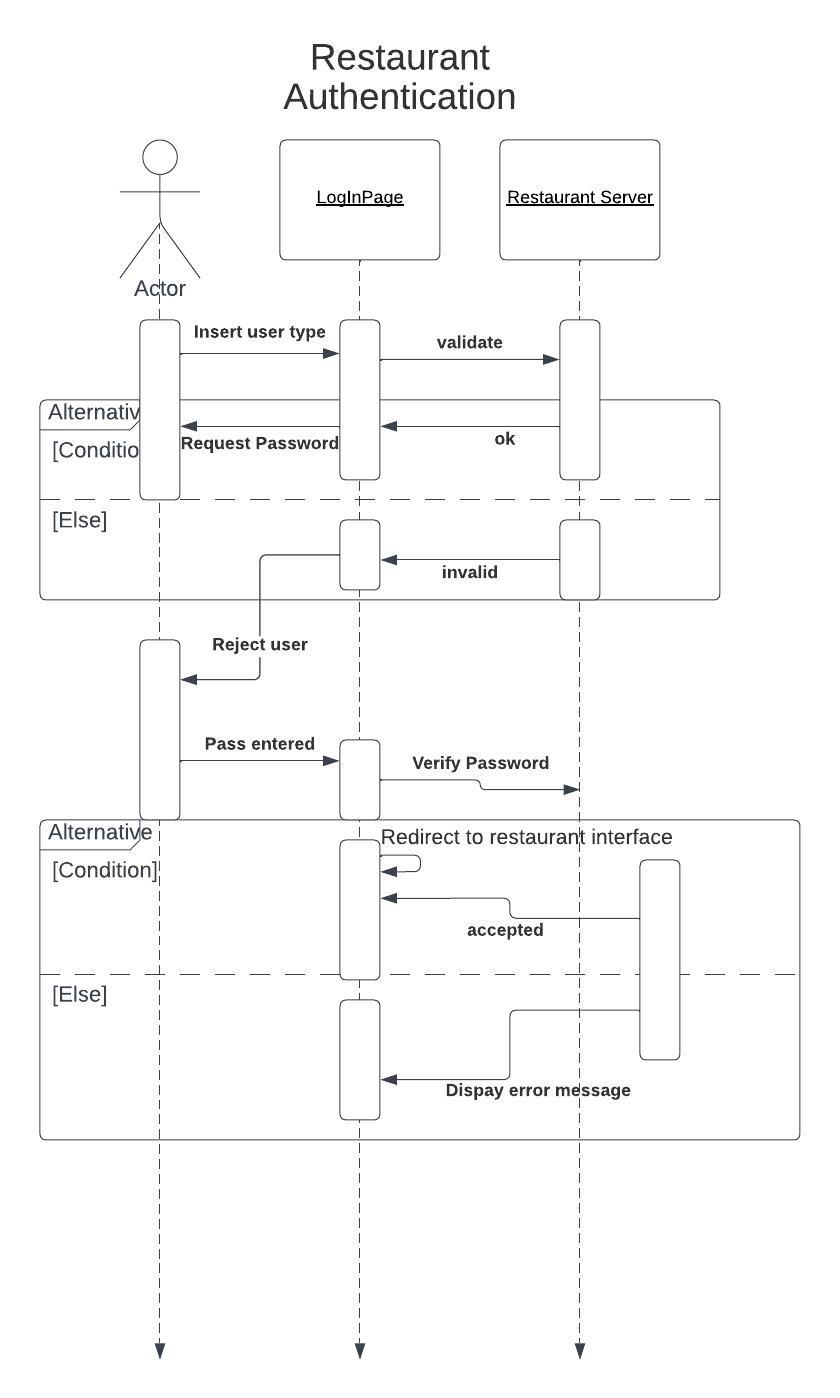 Restaurant
Authentication
LogInPage
Restaurant Server
Actor
Insert user type
validate
Alternativ
Request Password
ok
[Conditio
[Else]
invalid
Reject user
Pass entered
Verify Password
Alternative
Redirect to restaurant interface
[Condition]
accepted
[Else]
Dispay error message